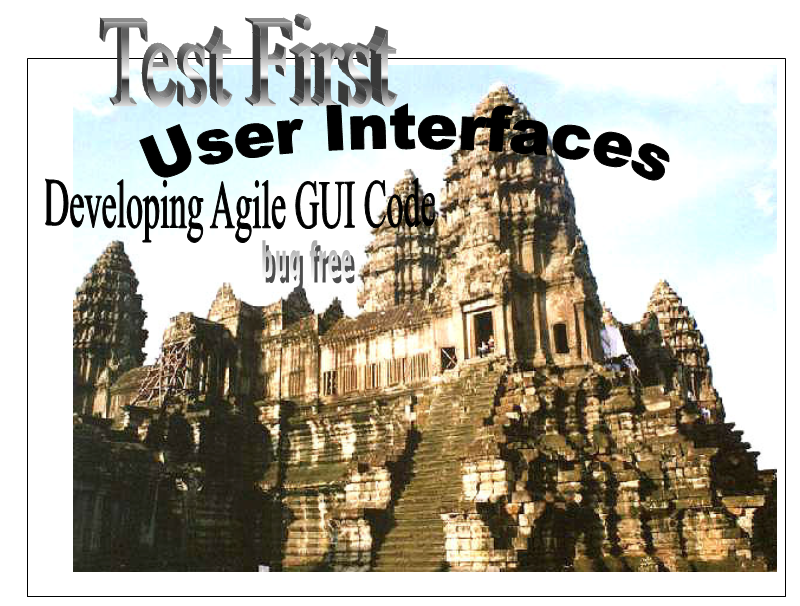 Test First
User Interfaces
Developing Agile GUI Code
bug free